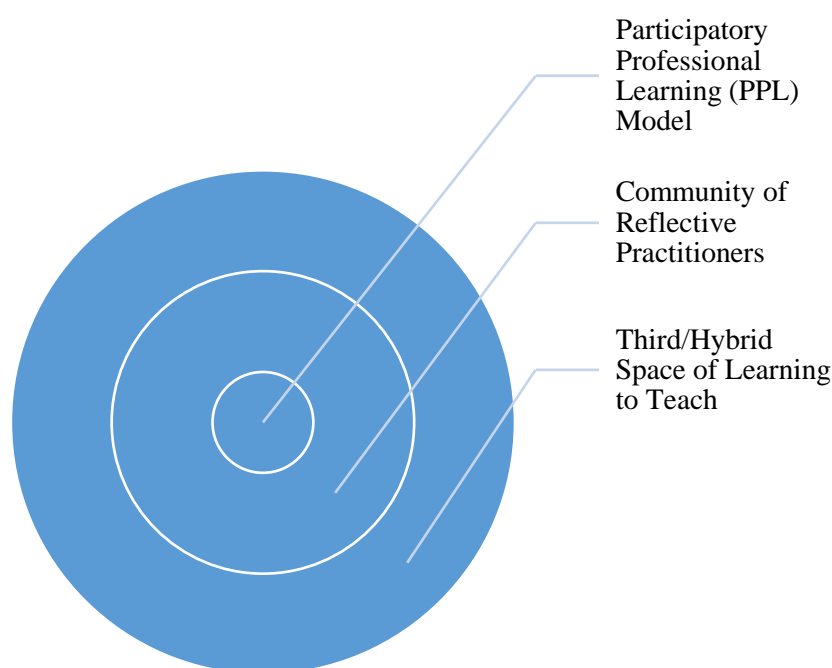 Participatory
Professional
Learning (PPL)
Model
Community of
Reflective
Practitioners
Third/Hybrid
Space of Learning
to Teach